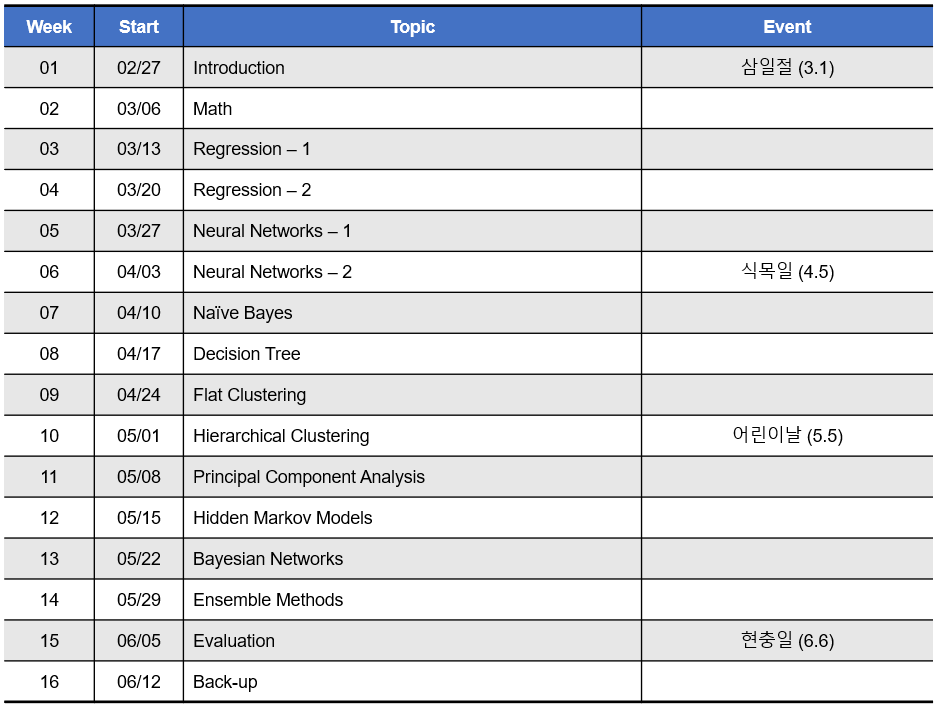 Week Start Topic Event
01 02/27 Introduction 삼일절 (3.1)
02 03/06 Math
03 03/13 Regression – 1
04 03/20 Regression – 2
05 03/27 Neural Networks – 1
06 04/03 Neural Networks – 2 식목일 (4.5)
07 04/10 Naïve Bayes
08 04/17 Decision Tree
09 04/24 Flat Clustering
10 05/01 Hierarchical Clustering 어린이날 (5.5)
11 05/08 Principal Component Analysis
12 05/15 Hidden Markov Models
13 05/22 Bayesian Networks
14 05/29 Ensemble Methods
15 06/05 Evaluation 현충일 (6.6)
16 06/12 Back-up